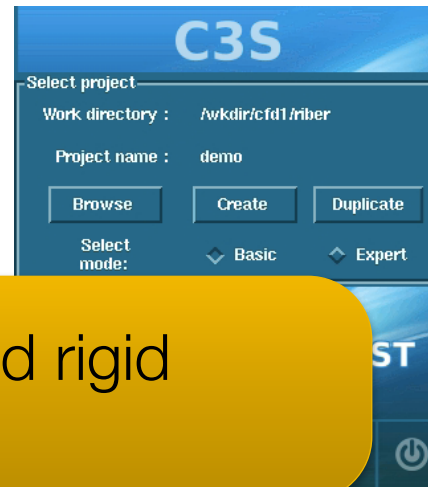 C3S
Select project
Work directory : /wkdir/cfd1/riber
Project name : demo
Browse Create Duplicate
Select mode: Basic Expert
d rigid
ST